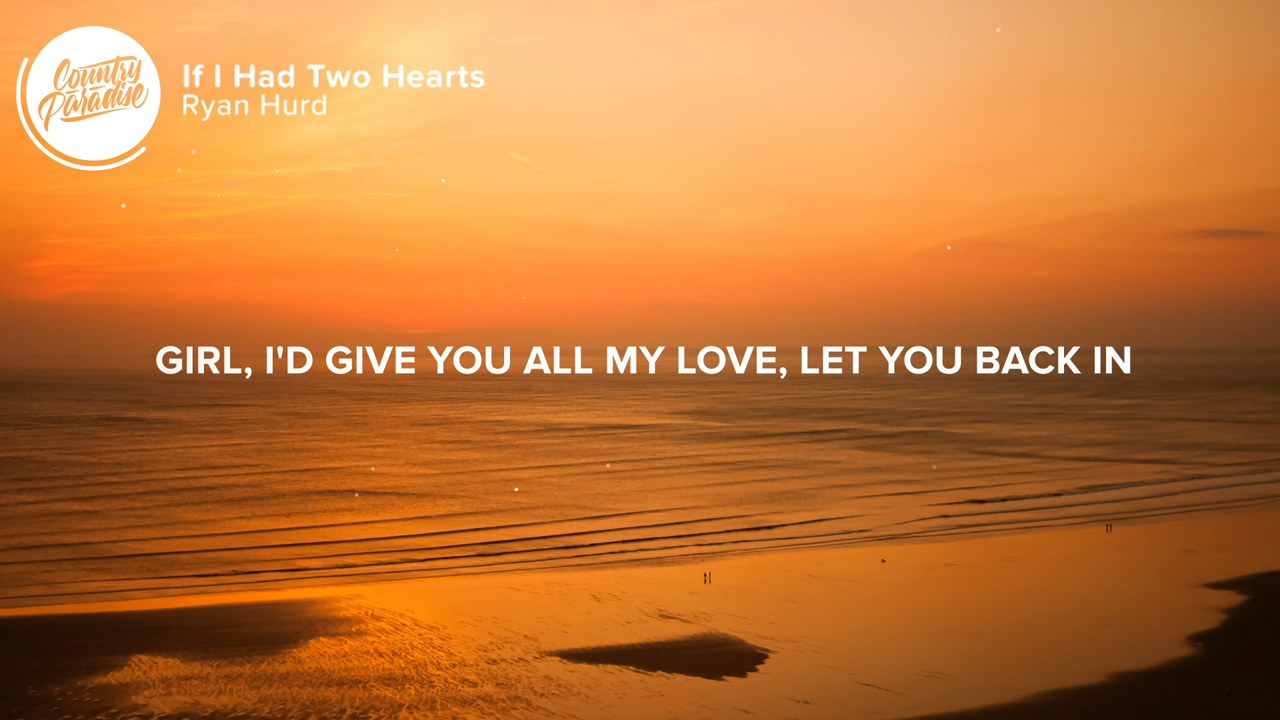 Country
Paradise
If I Had Two Hearts
Ryan Hurd
GIRL, I'D GIVE YOU ALL MY LOVE, LET YOU BACK IN